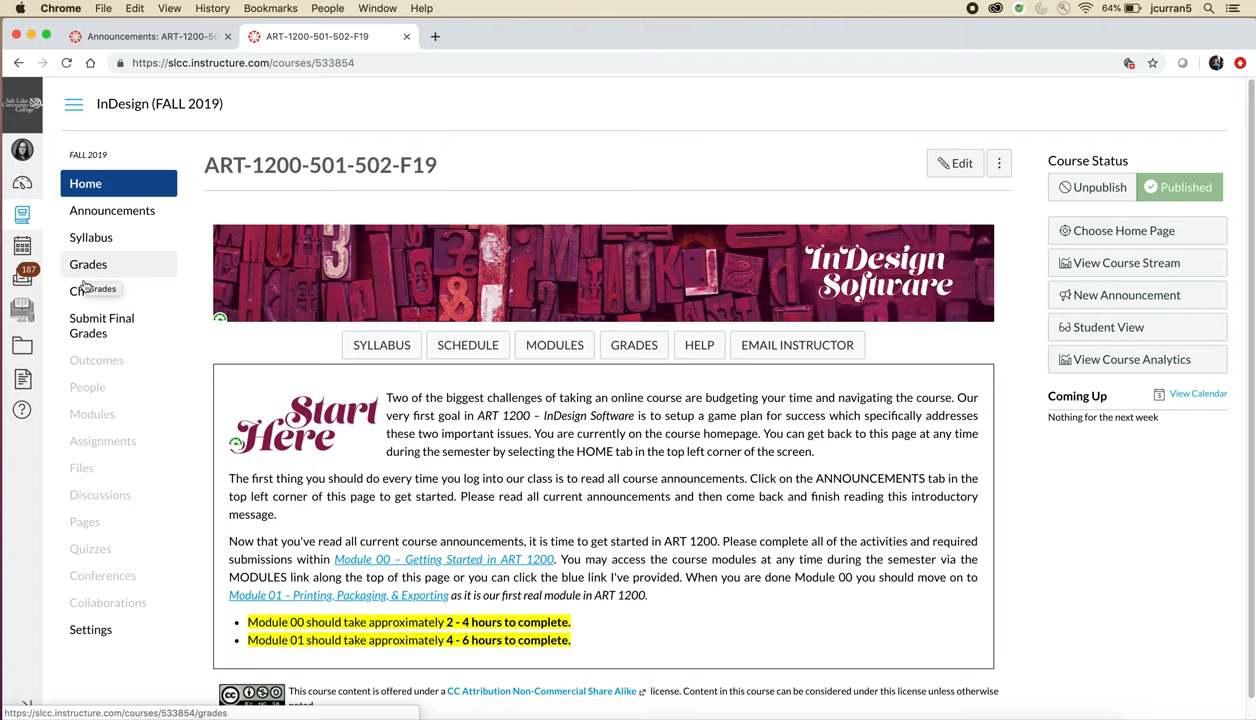 Chrome File Edit View History Bookmarks People Window Help
64% jcurran5
Announcements: ART-1200-50
ART-1200-501-502-F19
https://slcc.instructure.com/courses/533854
Salt Lake
Community
College
InDesign (FALL 2019)
FALL 2019
Home
Announcements
Syllabus
Grades
Grades
Submit Final
Grades
Outcomes
People
Modules
Assignments
Files
Discussions
Pages
Quizzes
Conferences
Collaborations
Settings
187
ART-1200-501-502-F19
Edit
InDesign
Software
SYLLABUS SCHEDULE MODULES GRADES HELP EMAIL INSTRUCTOR
Start
Here
Two of the biggest challenges of taking an online course are budgeting your time and navigating the course. Our
very first goal in ART 1200 – InDesign Software is to setup a game plan for success which specifically addresses
these two important issues. You are currently on the course homepage. You can get back to this page at any time
during the semester by selecting the HOME tab in the top left corner of the screen.
The first thing you should do every time you log into our class is to read all course announcements. Click on the ANNOUNCEMENTS tab in the
top left corner of this page to get started. Please read all current announcements and then come back and finish reading this introductory
message.
Now that you've read all current course announcements, it is time to get started in ART 1200. Please complete all of the activities and required
submissions within Module 00 – Getting Started in ART 1200. You may access the course modules at any time during the semester via the
MODULES link along the top of this page or you can click the blue link I've provided. When you are done Module 00 you should move on to
Module 01 – Printing, Packaging, & Exporting as it is our first real module in ART 1200.
Module 00 should take approximately 2 - 4 hours to complete.
Module 01 should take approximately 4 - 6 hours to complete.
This course content is offered under a CC Attribution Non-Commercial Share Alike license. Content in this course can be considered under this license unless otherwise
noted.
Course Status
Unpublish Published
Choose Home Page
View Course Stream
New Announcement
Student View
View Course Analytics
Coming Up
3 View Calendar
Nothing for the next week
https://slcc.instructure.com/courses/533854/grades